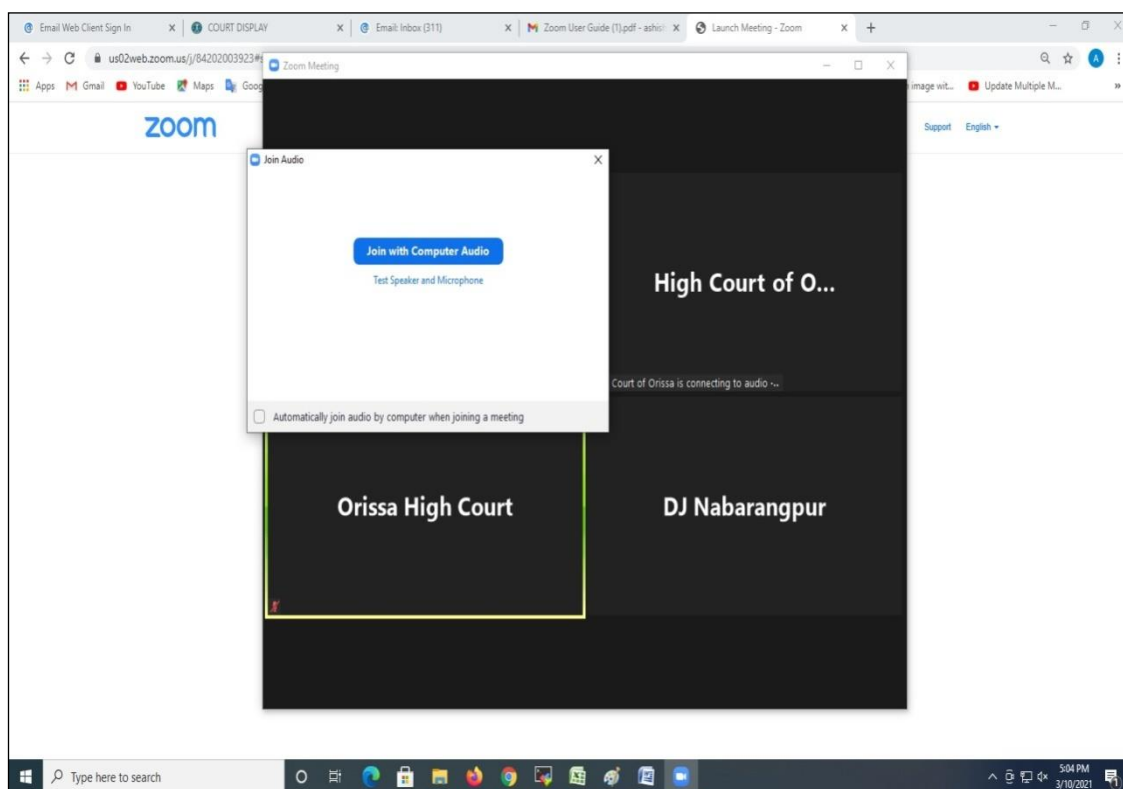 Email Web Client Sign In
COURT DISPLAY
Email: Inbox (311)
Zoom User Guide (1).pdf - ashis
Launch Meeting - Zoom
us02web.zoom.us/j/84202003923#
Apps
Gmail
YouTube
Maps
Goog
image wit...
Update Multiple M...
A
zoom
Support
English
Zoom Meeting
Join Audio
Join with Computer Audio
Test Speaker and Microphone
Automatically join audio by computer when joining a meeting
High Court of O...
Court of Orissa is connecting to audio -...
Orissa High Court
DJ Nabarangpur
Type here to search
5:04 PM
3/10/2021